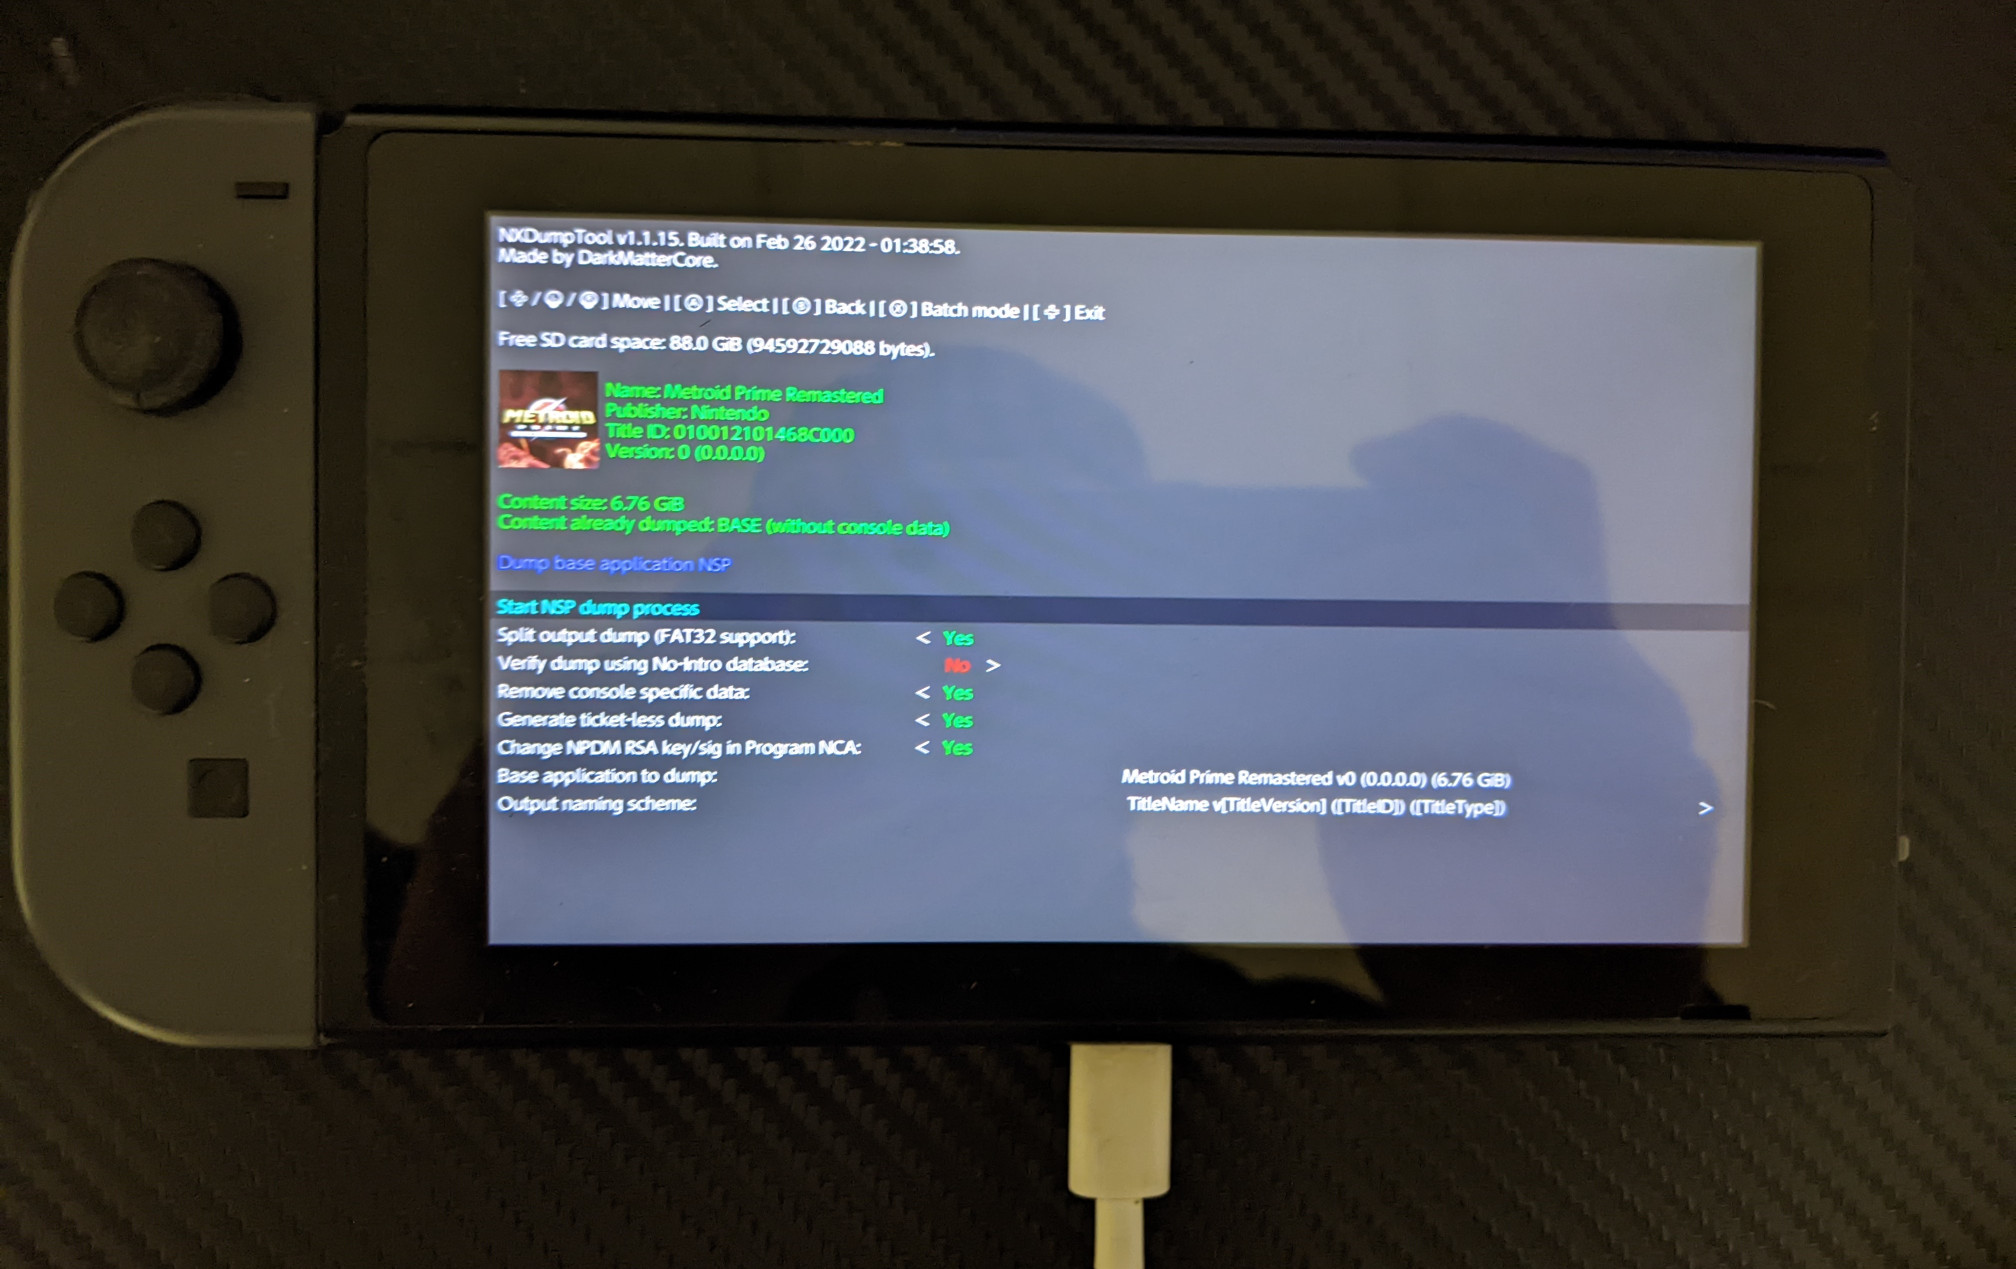 NXDumpTool v1.1.15. Built on Feb 26 2022 - 01:38:58.
Made by DarkMatterCore.
[ / / ] Move | [ A ] Select | [ B ] Back | [ X ] Batch mode | [ + ] Exit
Free SD card space: 88.0 GiB (94592729088 bytes).
METROID
PRIME
Name: Metroid Prime Remastered
Publisher: Nintendo
Title ID: 010012101468C000
Version: 0 (0.0.0.0)
Content size: 6.76 GiB
Content already dumped: BASE (without console data)
Dump base application NSP
Start NSP dump process
Split output dump (FAT32 support): < Yes
Verify dump using No-Intro database: No >
Remove console specific data: < Yes
Generate ticket-less dump: < Yes
Change NPDM RSA key/sig in Program NCA: < Yes
Base application to dump: Metroid Prime Remastered v0 (0.0.0.0) (6.76 GiB)
Output naming scheme: TitleName v[TitleVersion] ([TitleID]) ([TitleType]) >